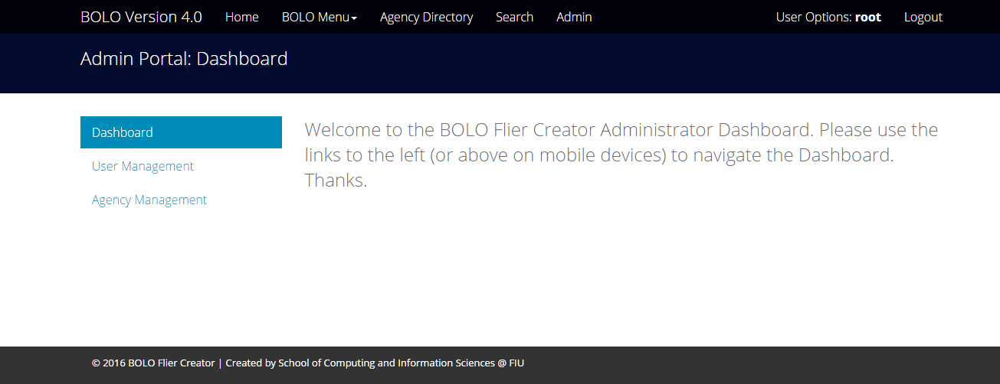 BOLO Version 4.0 Home BOLO Menu Agency Directory Search Admin User Options: root Logout
Admin Portal: Dashboard
Dashboard
User Management
Agency Management
Welcome to the BOLO Flier Creator Administrator Dashboard. Please use the
links to the left (or above on mobile devices) to navigate the Dashboard.
Thanks.
© 2016 BOLO Flier Creator | Created by School of Computing and Information Sciences @ FIU